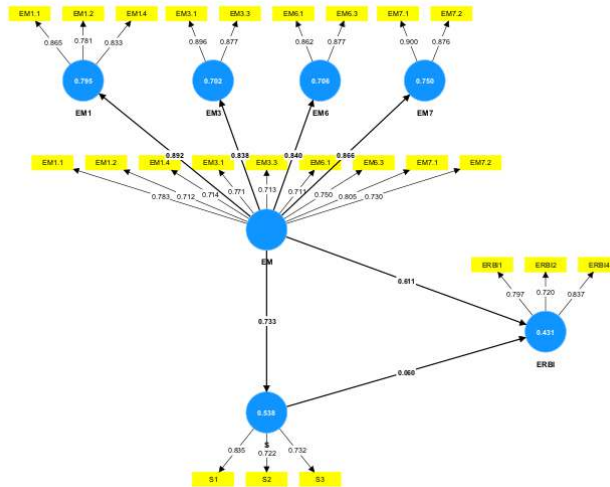 EM1.1 EM1.2 EM1.4 EM3.1 EM3.3 EM6.1 EM6.3 EM7.1 EM7.2
0.865 0.781 0.833 0.896 0.877 0.862 0.877 0.900 0.876
0.795 0.702 0.706 0.750
EM1 EM3 EM6 EM7
0.892 0.838 0.840 0.866
EM1.1 EM1.2 EM1.4 EM3.1 EM3.3 EM6.1 EM6.3 EM7.1 EM7.2
0.783 0.712 0.714 0.771 0.713 0.711 0.750 0.805 0.730
EM
ERBI1 ERBI2 ERBI4
0.611
0.797 0.720 0.837
0.733
0.431
ERBI
0.060
0.538
S
0.835 0.722 0.732
S1 S2 S3